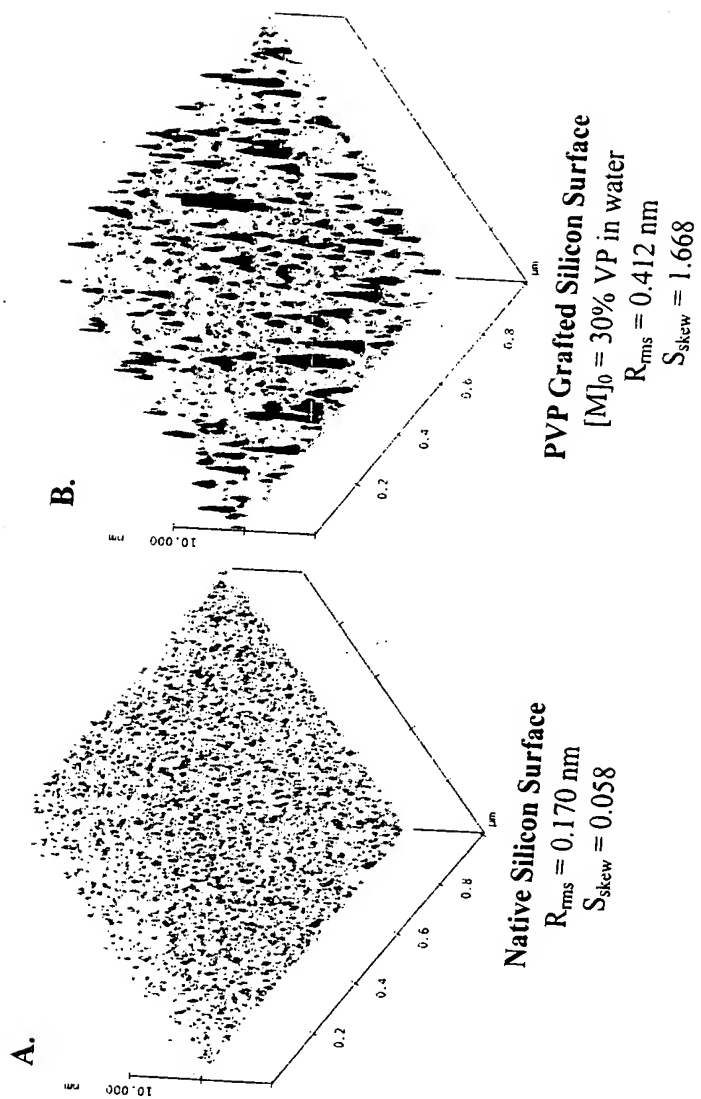 A.
nm
10.000
0.2
0.4
0.6
0.8
µm
Native Silicon Surface
R_rms = 0.170 nm
S_skew = 0.058
B.
nm
10.000
0.2
0.4
0.6
0.8
µm
PVP Grafted Silicon Surface
[M]₀ = 30% VP in water
R_rms = 0.412 nm
S_skew = 1.668